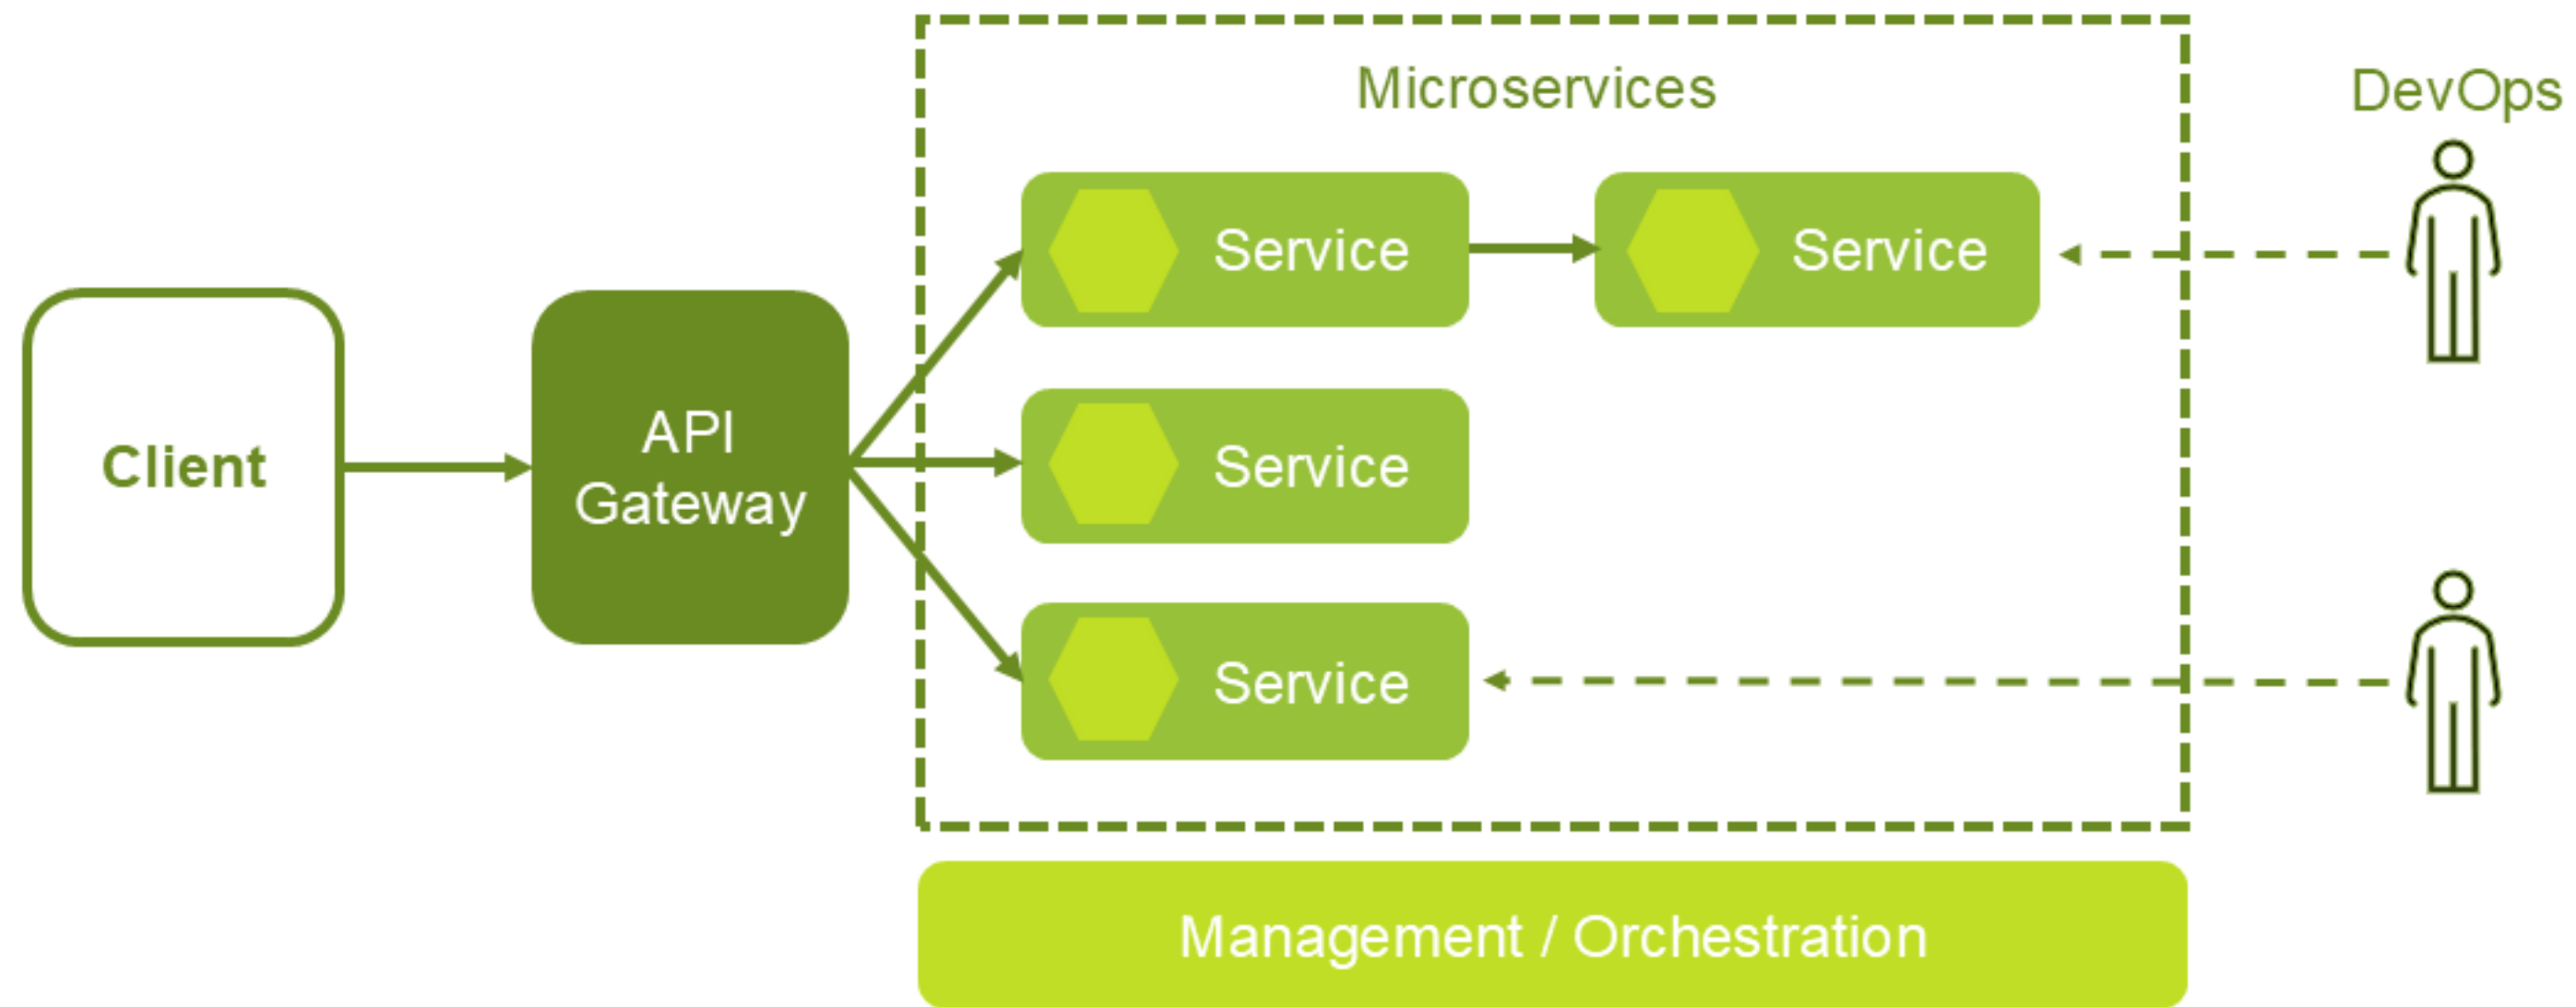 Microservices
DevOps
Service
Service
Client
API
Gateway
Service
Service
Management / Orchestration